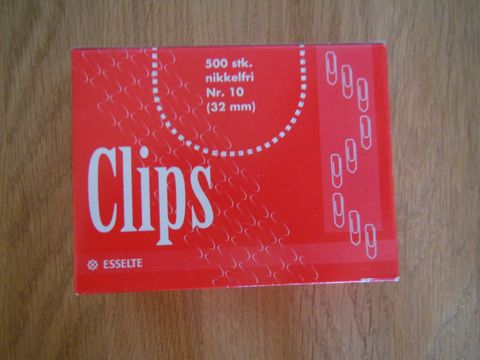 500 stk.
nikkelfri
Nr. 10
(32 mm)
Clips
ESSELTE